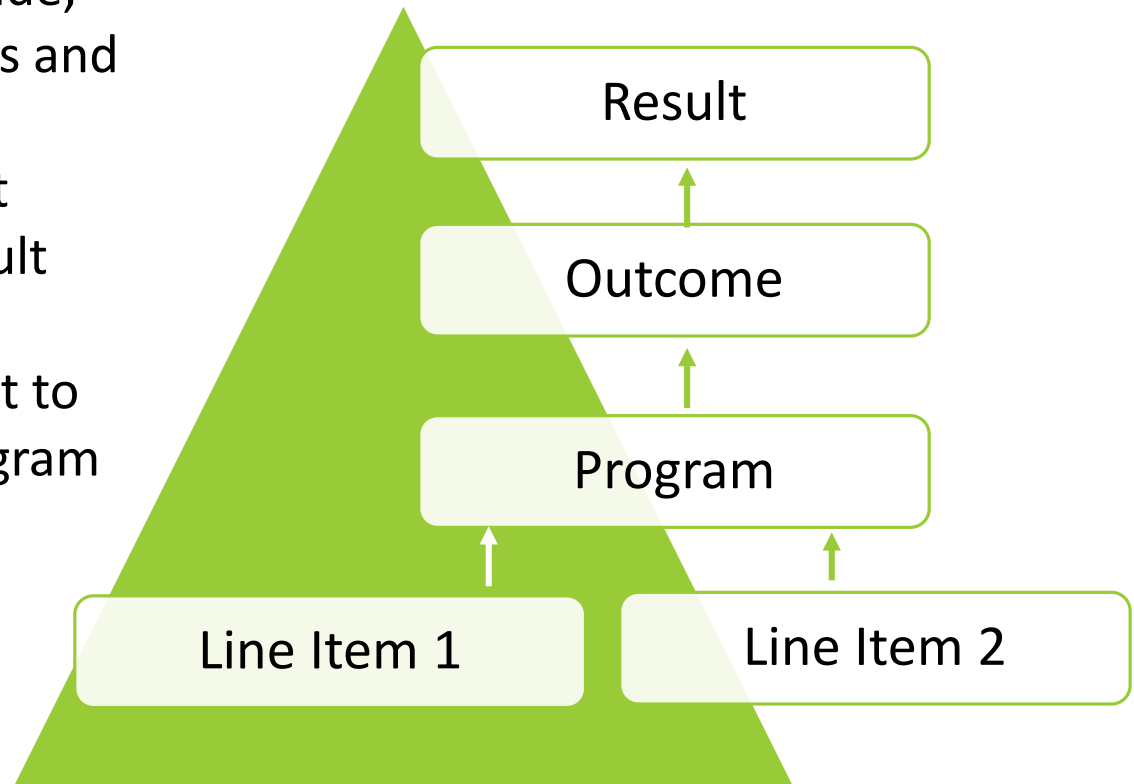 s and
t
ult
t to
gram
Result
Outcome
Program
Line Item 1
Line Item 2